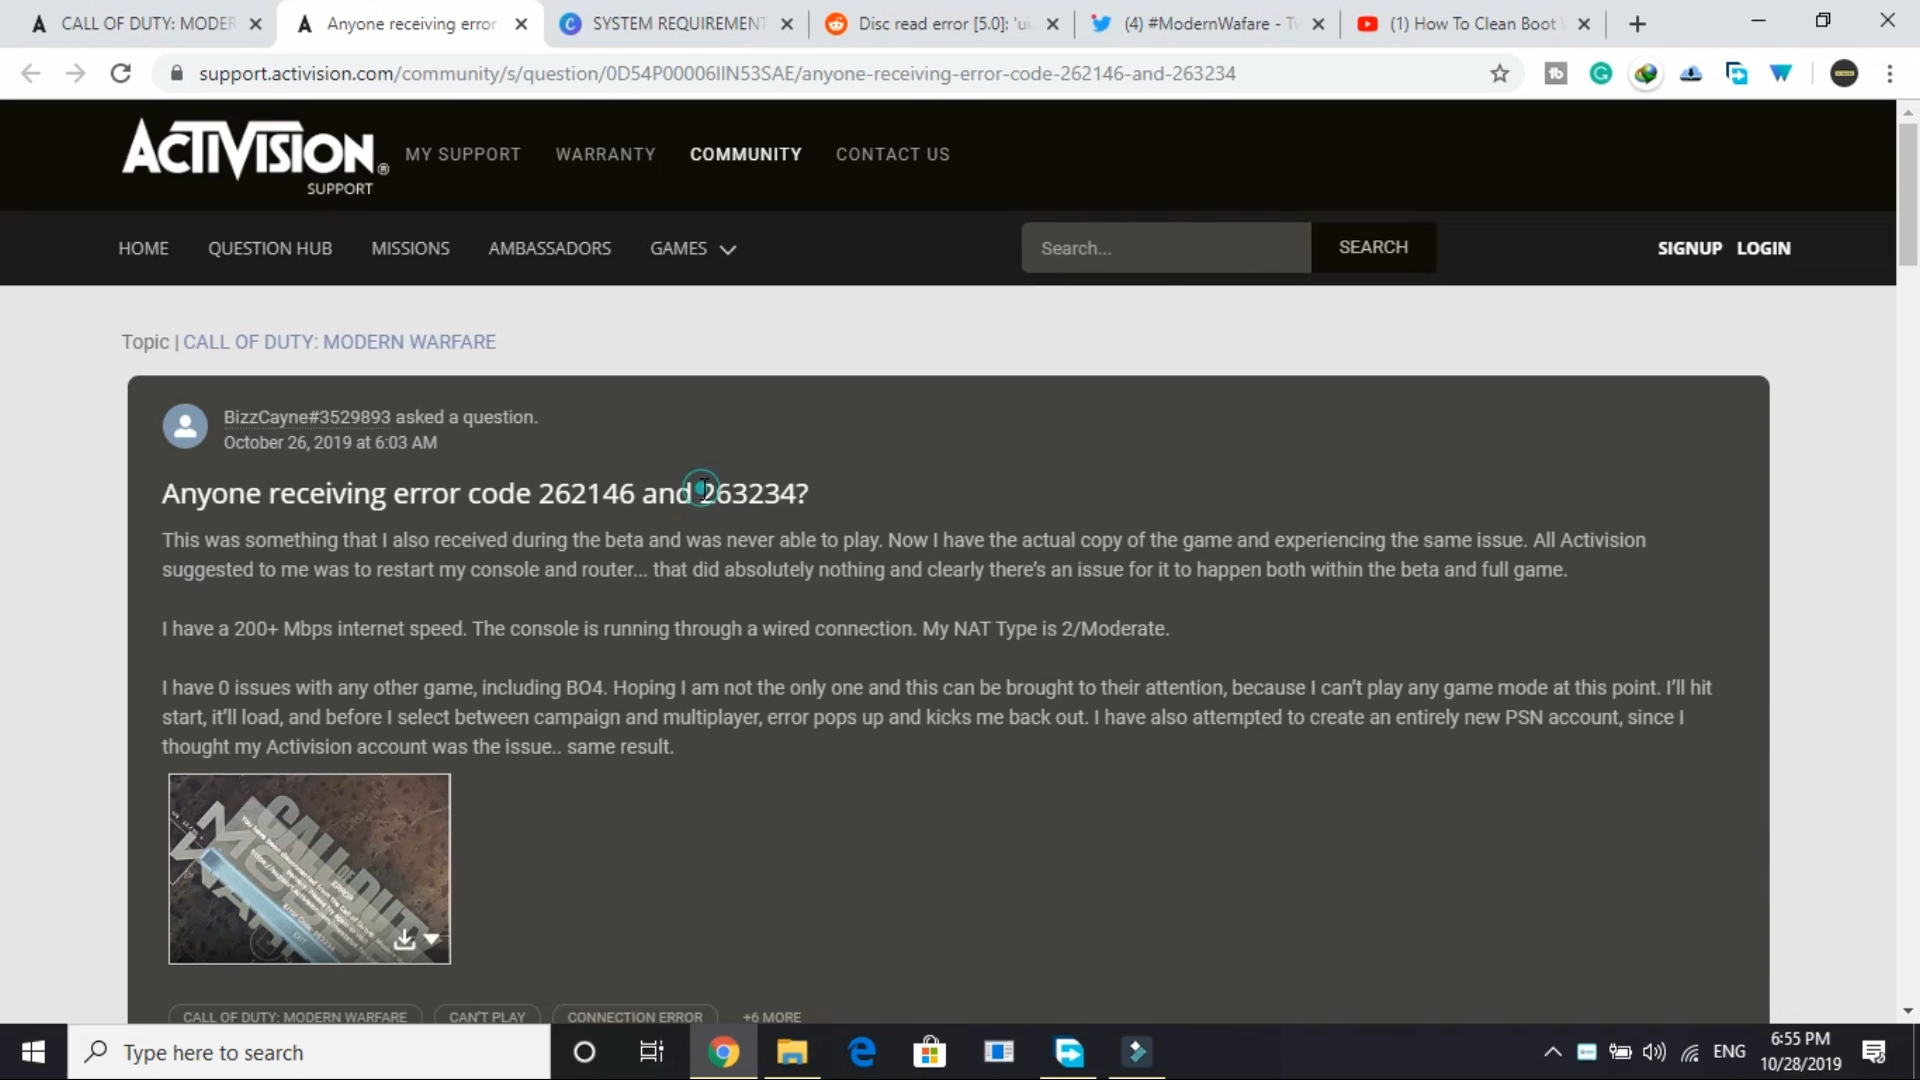 CALL OF DUTY: MODER
Anyone receiving error
SYSTEM REQUIREMENT
Disc read error [5.0]: 'ui
(4) #ModernWafare - Tw
(1) How To Clean Boot
support.activision.com/community/s/question/0D54P00006IIN53SAE/anyone-receiving-error-code-262146-and-263234
ACTIVISION®
SUPPORT
MY SUPPORT
WARRANTY
COMMUNITY
CONTACT US
HOME
QUESTION HUB
MISSIONS
AMBASSADORS
GAMES
Search...
SEARCH
SIGNUP
LOGIN
Topic | CALL OF DUTY: MODERN WARFARE
BizzCayne#3529893 asked a question.
October 26, 2019 at 6:03 AM
Anyone receiving error code 262146 and 263234?
This was something that I also received during the beta and was never able to play. Now I have the actual copy of the game and experiencing the same issue. All Activision
suggested to me was to restart my console and router... that did absolutely nothing and clearly there's an issue for it to happen both within the beta and full game.
I have a 200+ Mbps internet speed. The console is running through a wired connection. My NAT Type is 2/Moderate.
I have 0 issues with any other game, including BO4. Hoping I am not the only one and this can be brought to their attention, because I can't play any game mode at this point. I'll hit
start, it'll load, and before I select between campaign and multiplayer, error pops up and kicks me back out. I have also attempted to create an entirely new PSN account, since I
thought my Activision account was the issue.. same result.
CALL OF DUTY
ERROR
EXIT
CALL OF DUTY: MODERN WARFARE
CAN'T PLAY
CONNECTION ERROR
+6 MORE
Type here to search
ENG
6:55 PM
10/28/2019